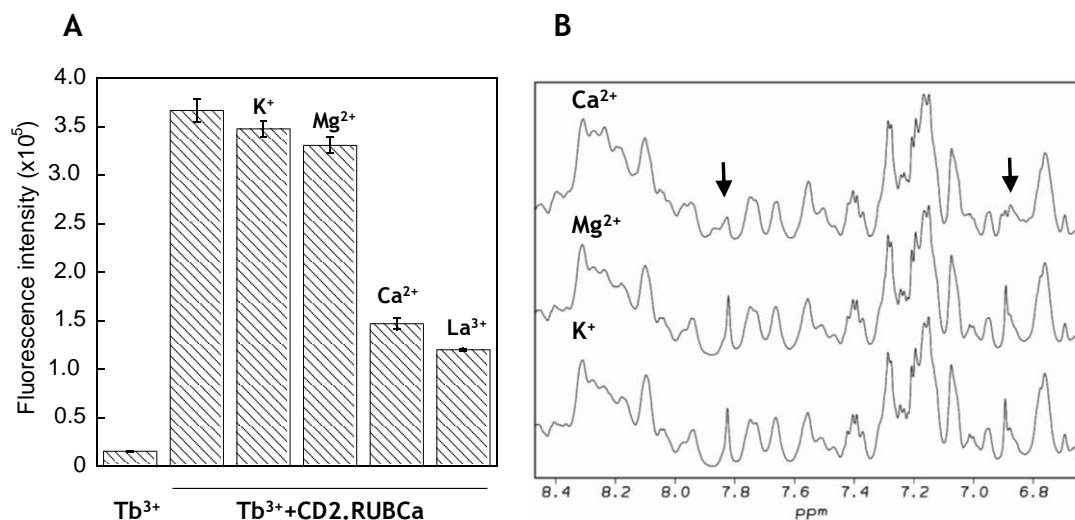 A
B
4.0
3.5
3.0
2.5
2.0
1.5
1.0
0.5
0
Fluorescence intensity (x10⁵)
K⁺
Mg²⁺
Ca²⁺
La³⁺
Tb³⁺
Tb³⁺+CD2.RUBCa
Ca²⁺
Mg²⁺
K⁺
8.4 8.2 8.0 7.8 7.6 7.4 7.2 7.0 6.8
ppm